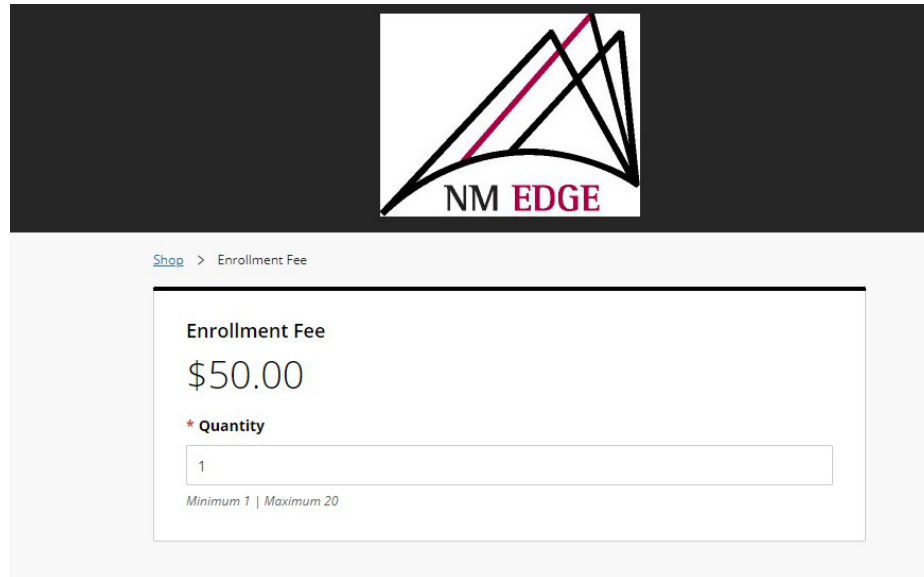 NM EDGE
Shop > Enrollment Fee
Enrollment Fee
$50.00
* Quantity
1
Minimum 1 | Maximum 20